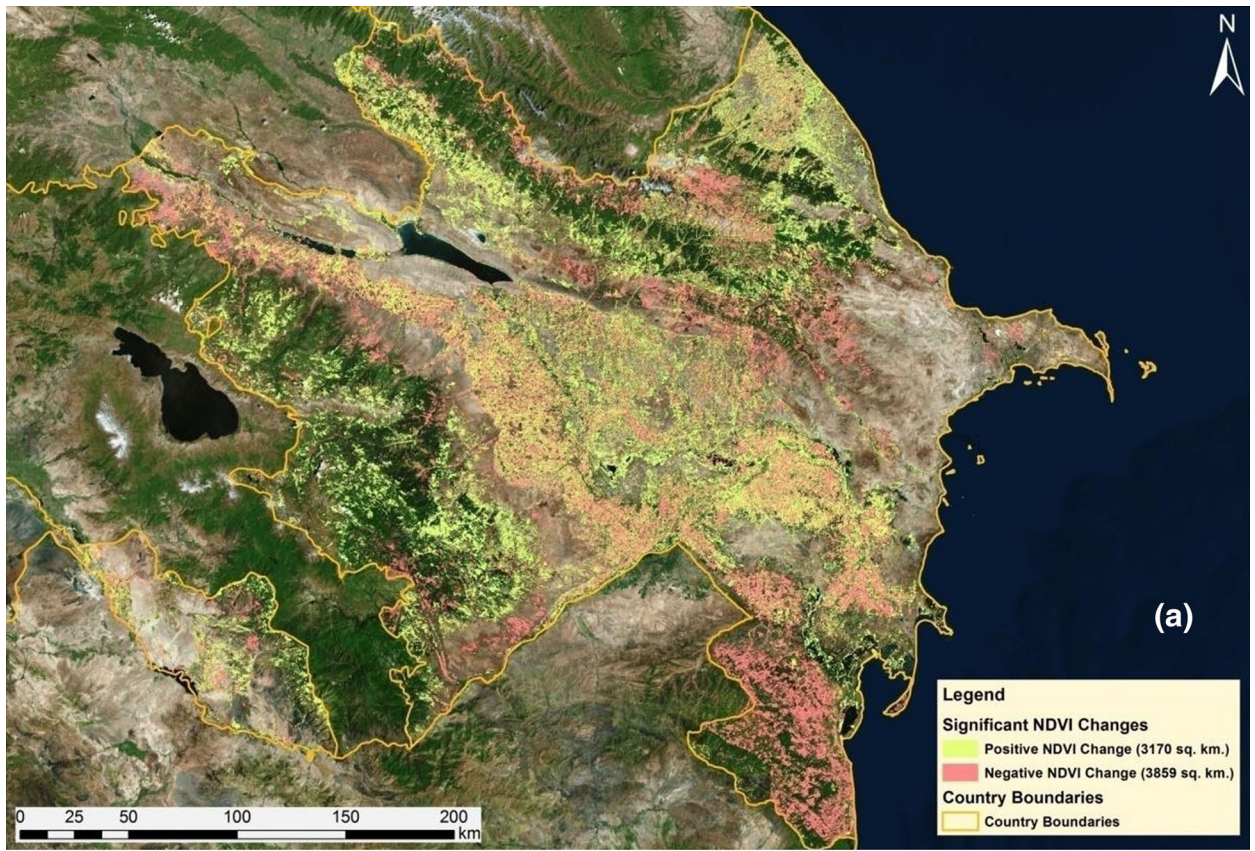 N
(a)
Legend
Significant NDVI Changes
Positive NDVI Change (3170 sq. km.)
Negative NDVI Change (3859 sq. km.)
Country Boundaries
Country Boundaries
0 25 50 100 150 200
km